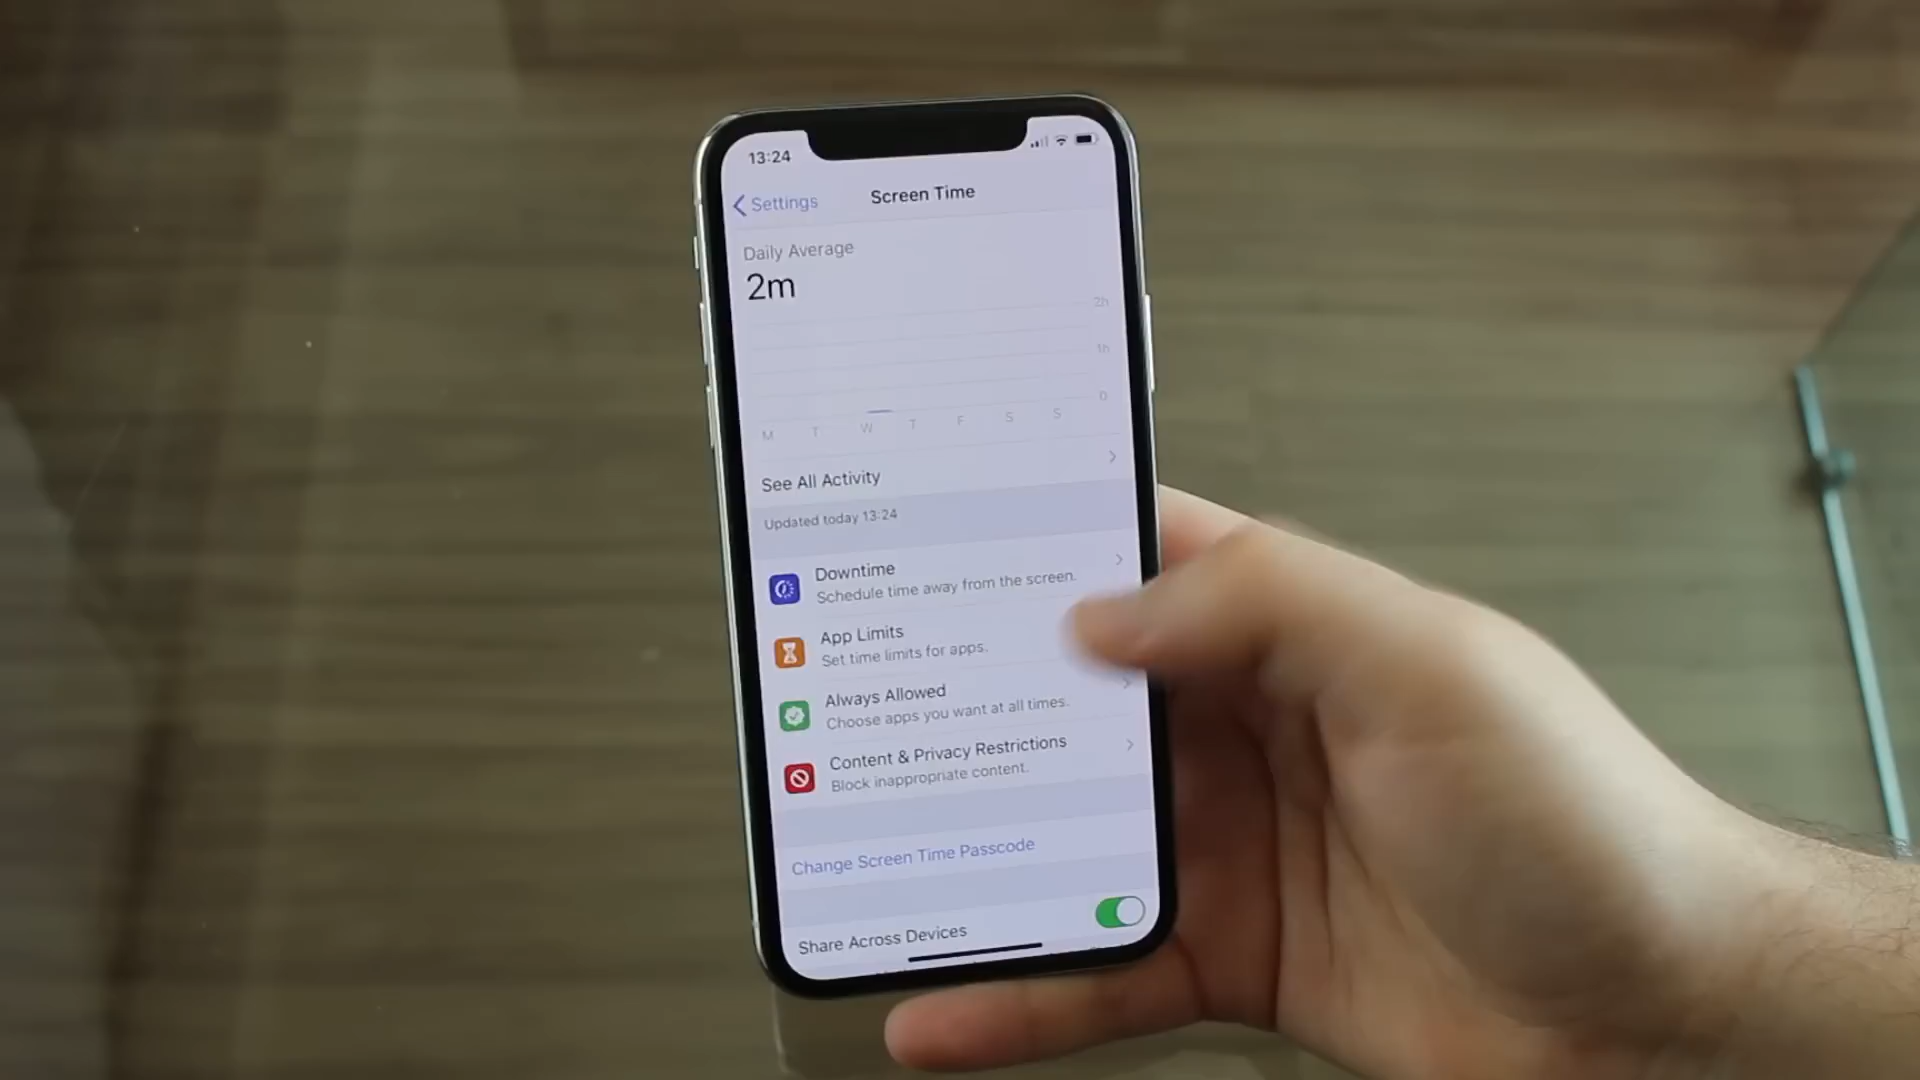 13:24
Settings
Screen Time
Daily Average
2m
2h
1h
0
M T W T F S S
See All Activity
Updated today 13:24
Downtime
Schedule time away from the screen.
App Limits
Set time limits for apps.
Always Allowed
Choose apps you want at all times.
Content & Privacy Restrictions
Block inappropriate content.
Change Screen Time Passcode
Share Across Devices